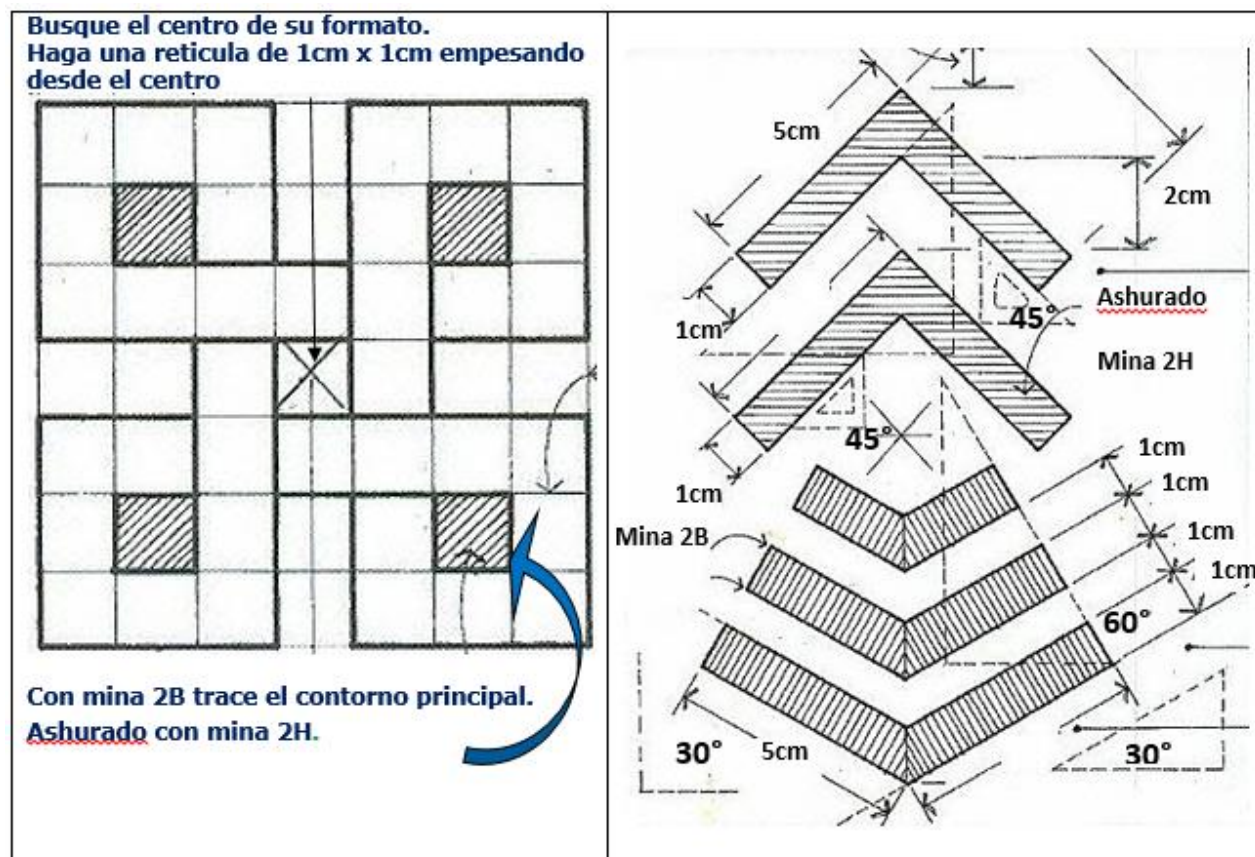 Busque el centro de su formato.
Haga una reticula de 1cm x 1cm empesando
desde el centro
Con mina 2B trace el contorno principal.
Ashurado con mina 2H.
5cm
2cm
Ashurado
1cm
45°
Mina 2H
45°
1cm
1cm
1cm
Mina 2B
1cm
1cm
60°
30°
5cm
30°